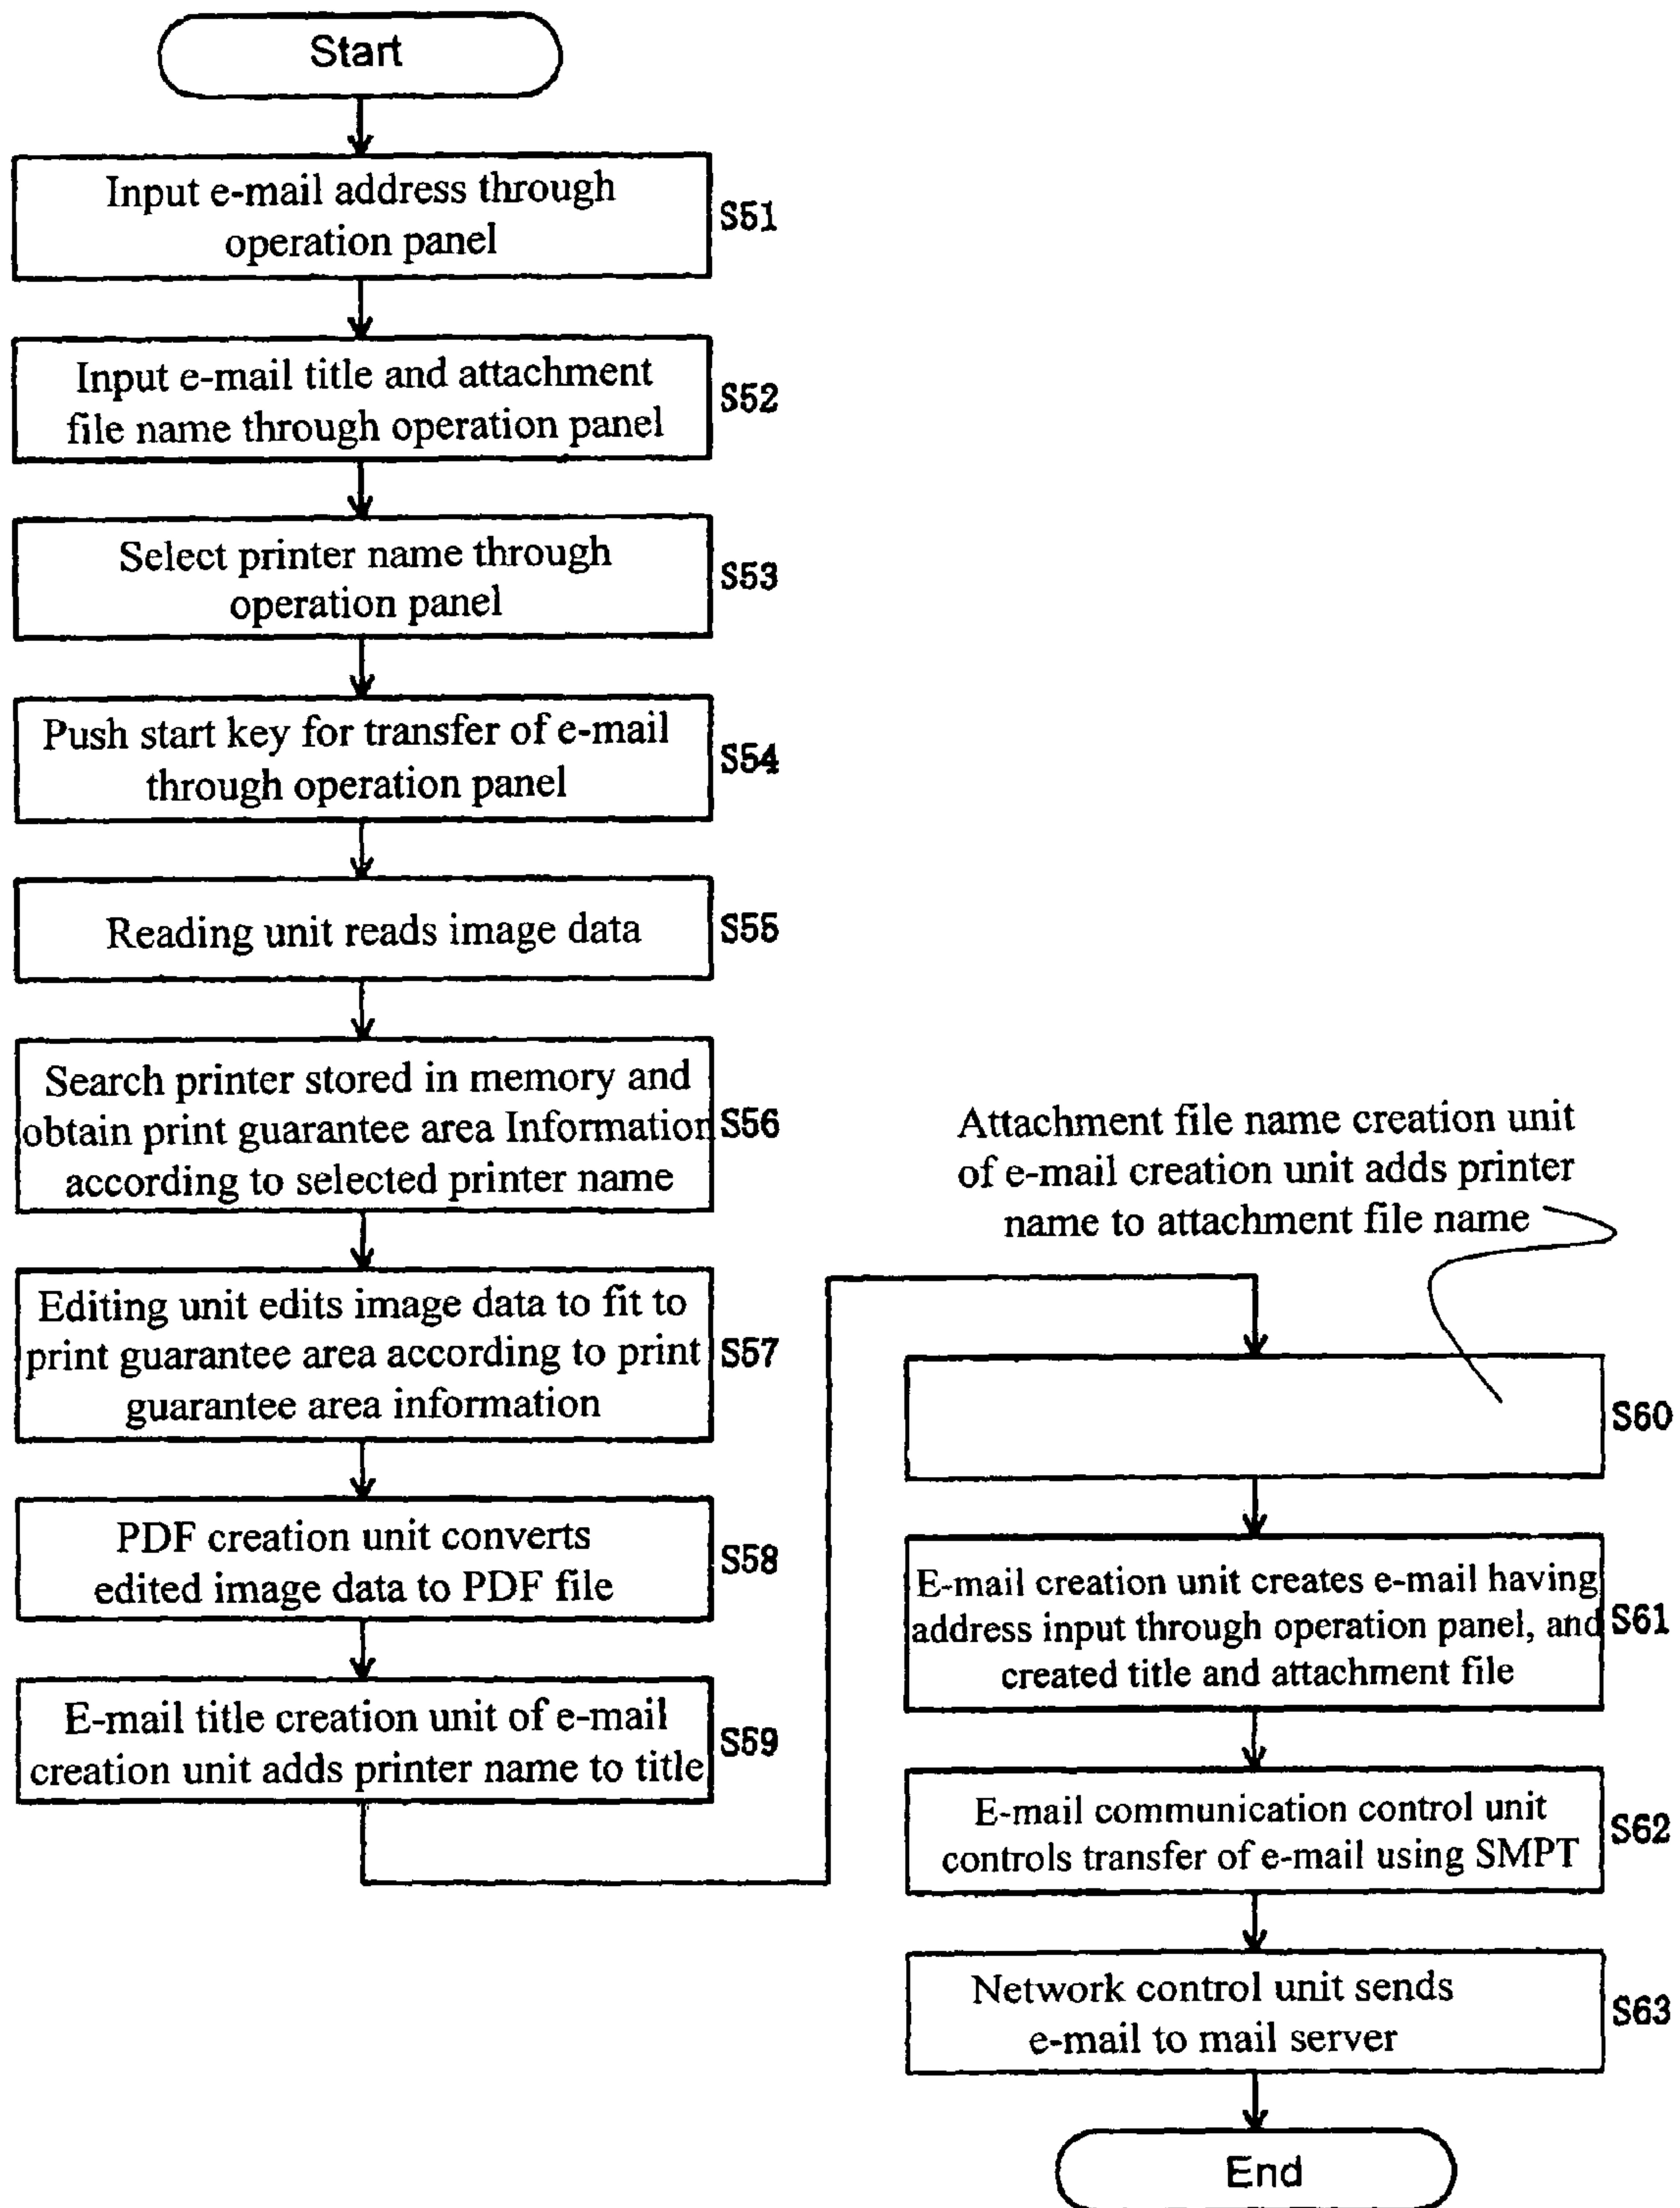 Start
Input e-mail address through
operation panel
S51
Input e-mail title and attachment
file name through operation panel
S52
Select printer name through
operation panel
S53
Push start key for transfer of e-mail
through operation panel
S54
Reading unit reads image data
S55
Search printer stored in memory and
obtain print guarantee area Information
according to selected printer name
S56
Editing unit edits image data to fit to
print guarantee area according to print
guarantee area information
S57
PDF creation unit converts
edited image data to PDF file
S58
E-mail title creation unit of e-mail
creation unit adds printer name to title
S59
Attachment file name creation unit
of e-mail creation unit adds printer
name to attachment file name
S60
E-mail creation unit creates e-mail having
address input through operation panel, and
created title and attachment file
S61
E-mail communication control unit
controls transfer of e-mail using SMPT
S62
Network control unit sends
e-mail to mail server
S63
End